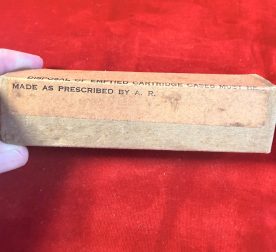 DISPOSAL OF EMPTIED CARTRIDGE CASES MUST BE
MADE AS PRESCRIBED BY A. R.